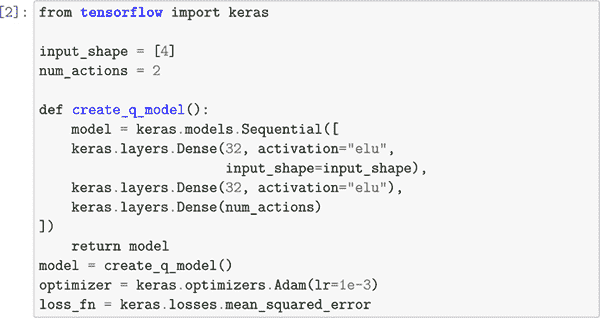 [2]: from tensorflow import keras
input_shape = [4]
num_actions = 2
def create_q_model():
    model = keras.models.Sequential([
    keras.layers.Dense(32, activation="elu",
                       input_shape=input_shape),
    keras.layers.Dense(32, activation="elu"),
    keras.layers.Dense(num_actions)
])
    return model
model = create_q_model()
optimizer = keras.optimizers.Adam(lr=1e-3)
loss_fn = keras.losses.mean_squared_error